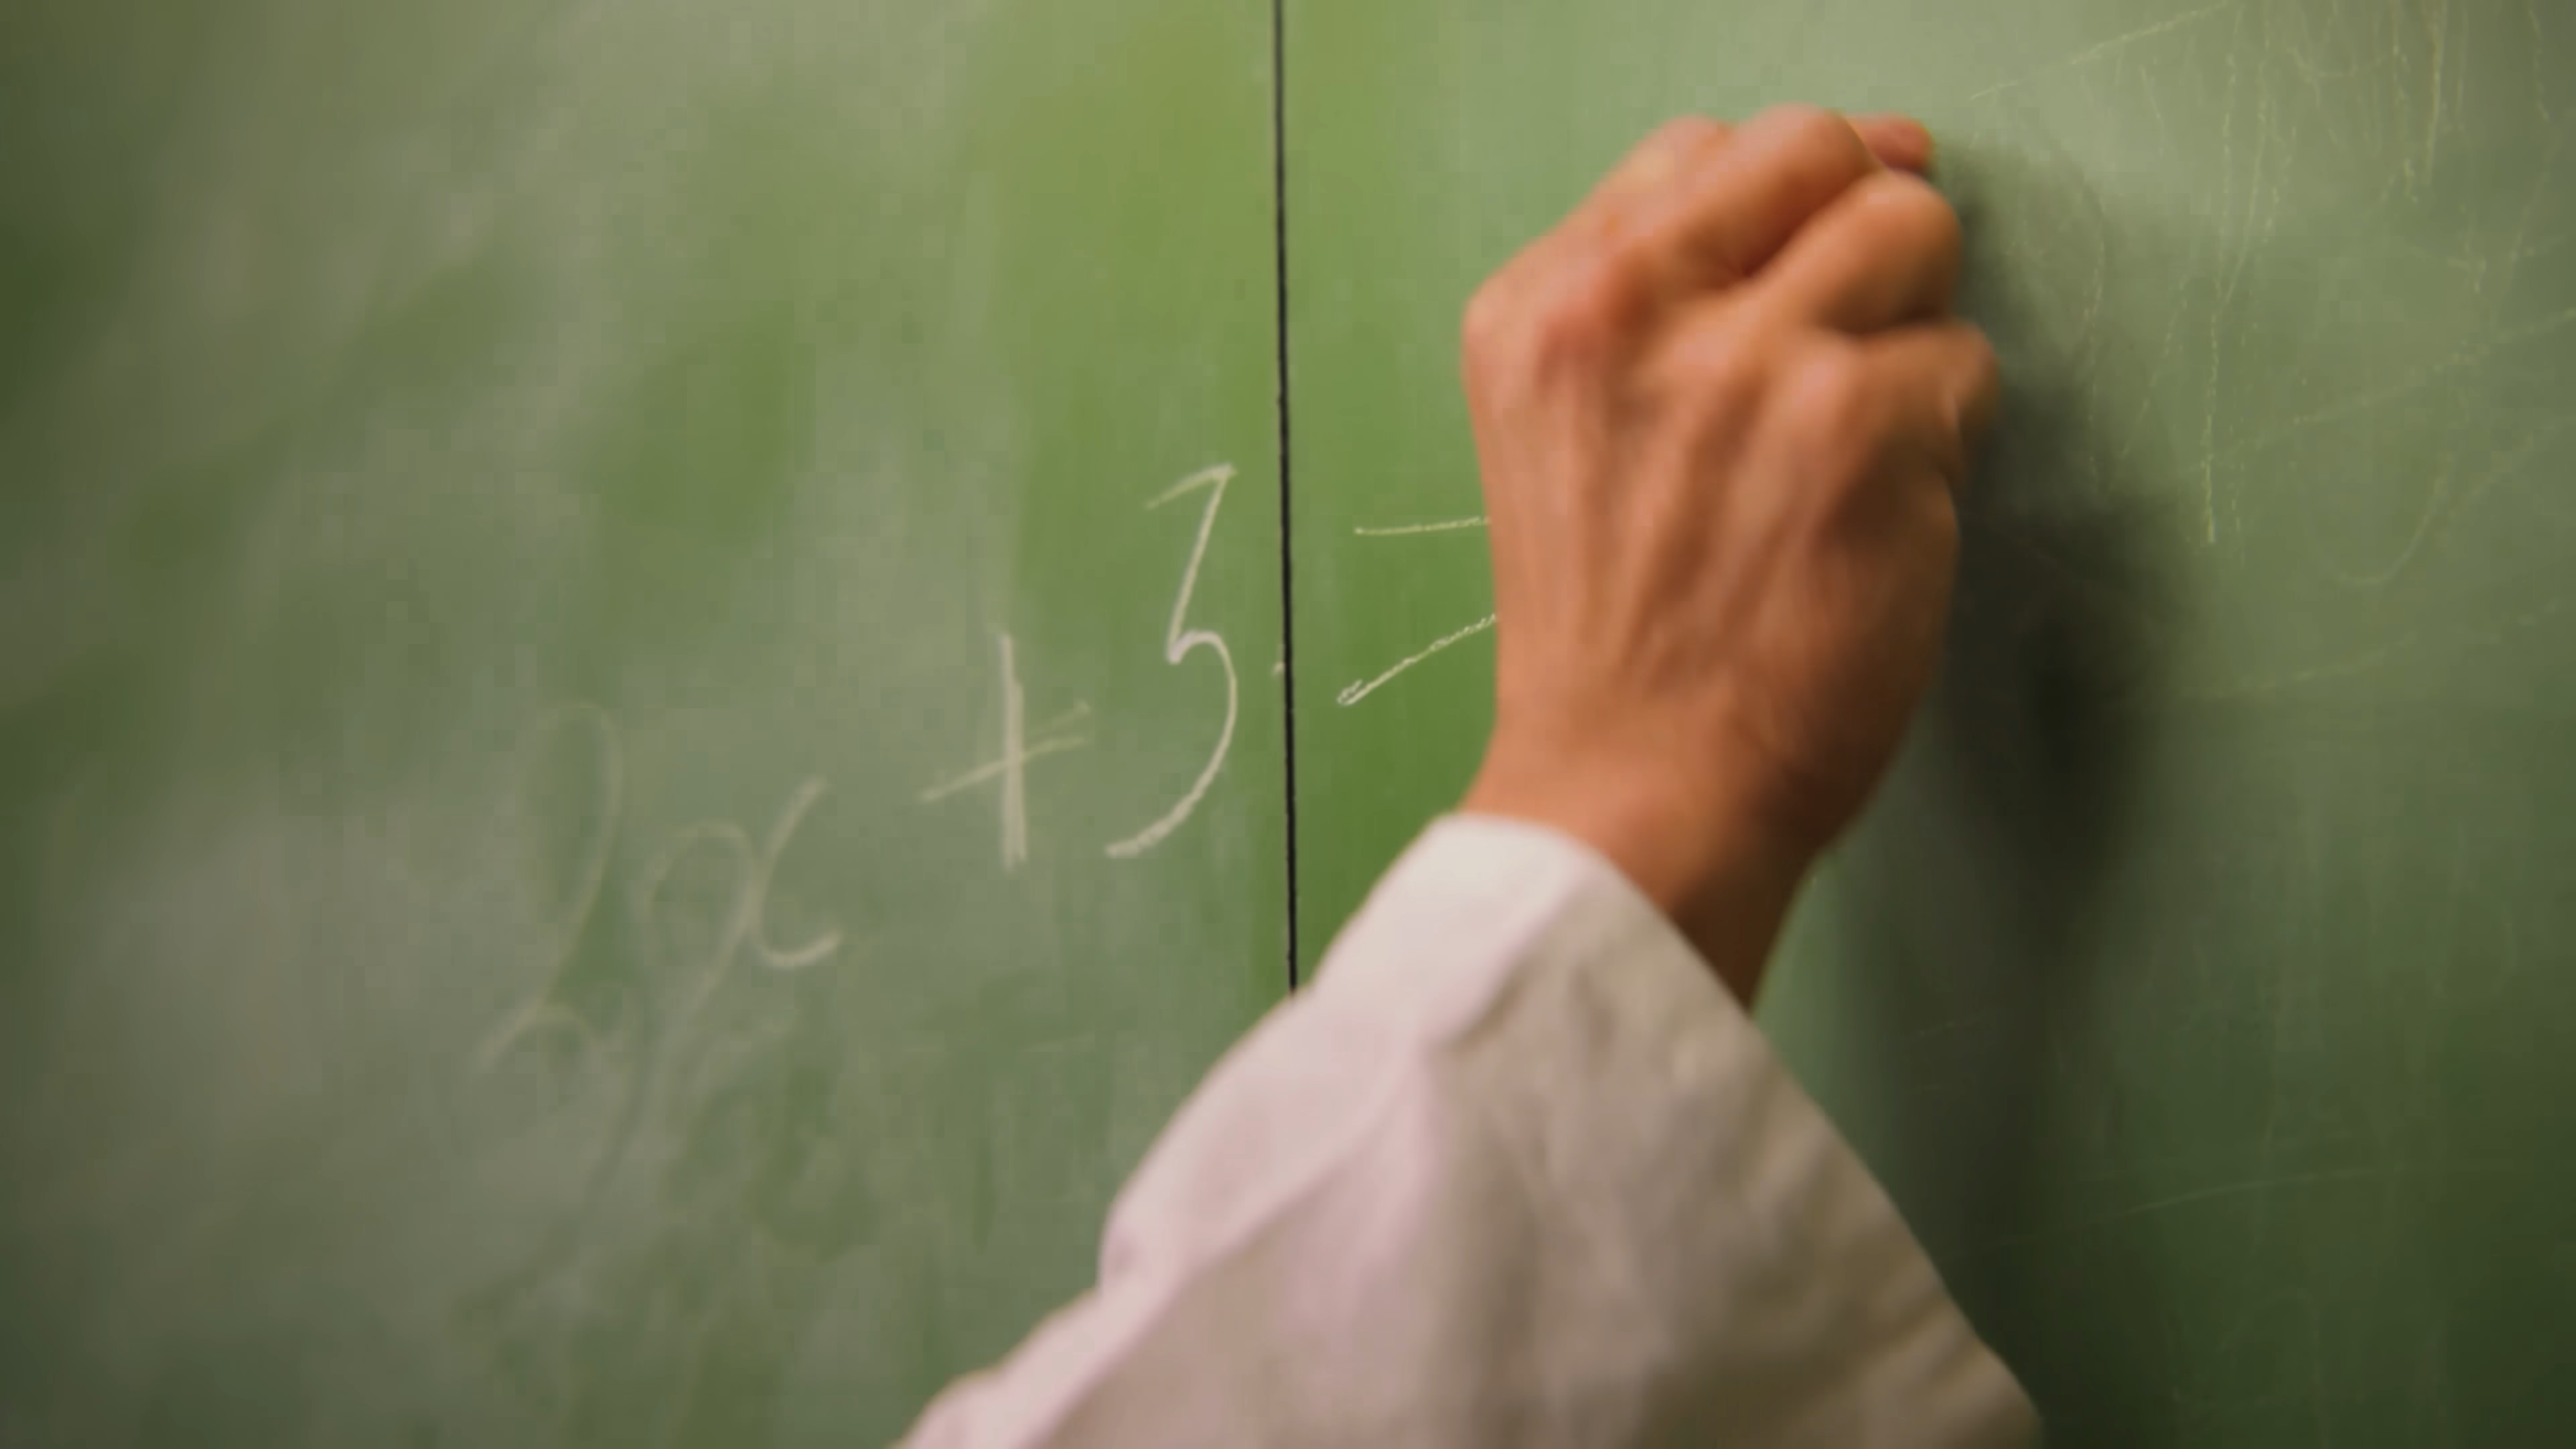 2x + 3 =